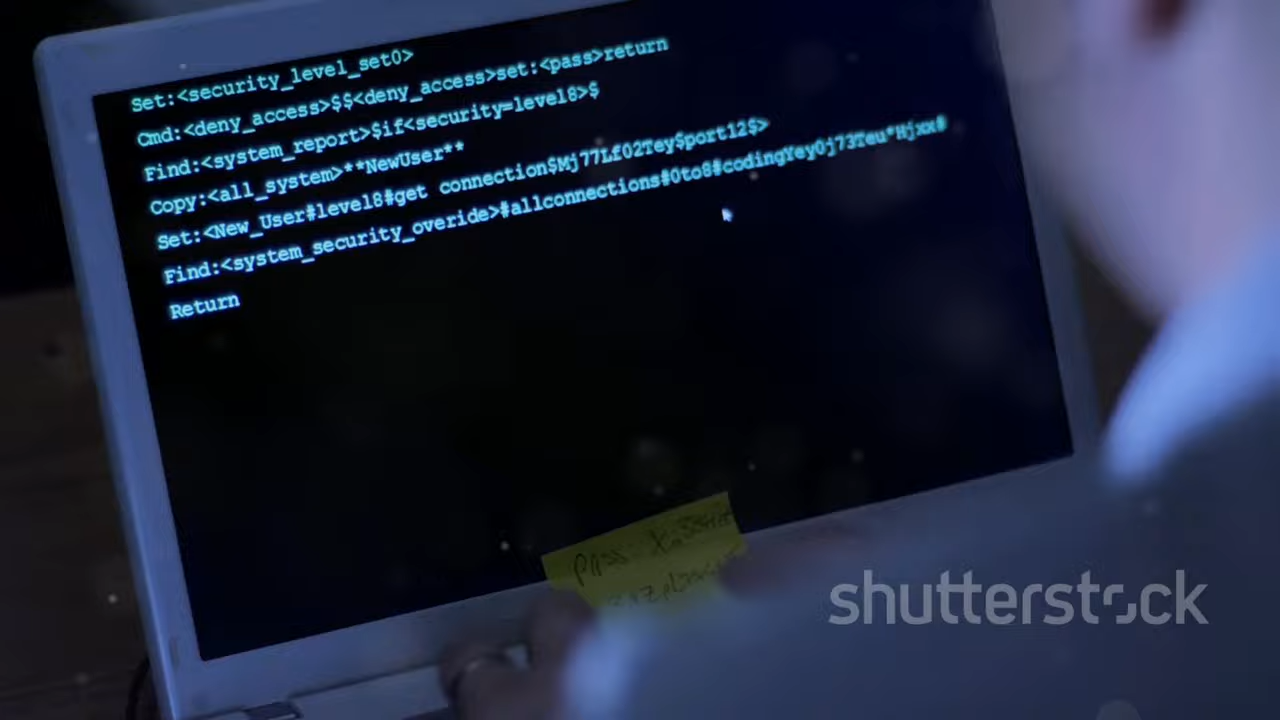 Set:<security_level_set0>
Cmd:<deny_access>$$<deny_access>set:<pass>return
Find:<system_report>$if<security=level8>$
Copy:<all_system>**NewUser**
Set:<New_User#level8#get connection$Mj77Lf02Tey$port12$>
Find:<system_security_overide>#allconnections#0to8#codingYey0j73Teu*Hjxx#
Return
pass:
shutterstock